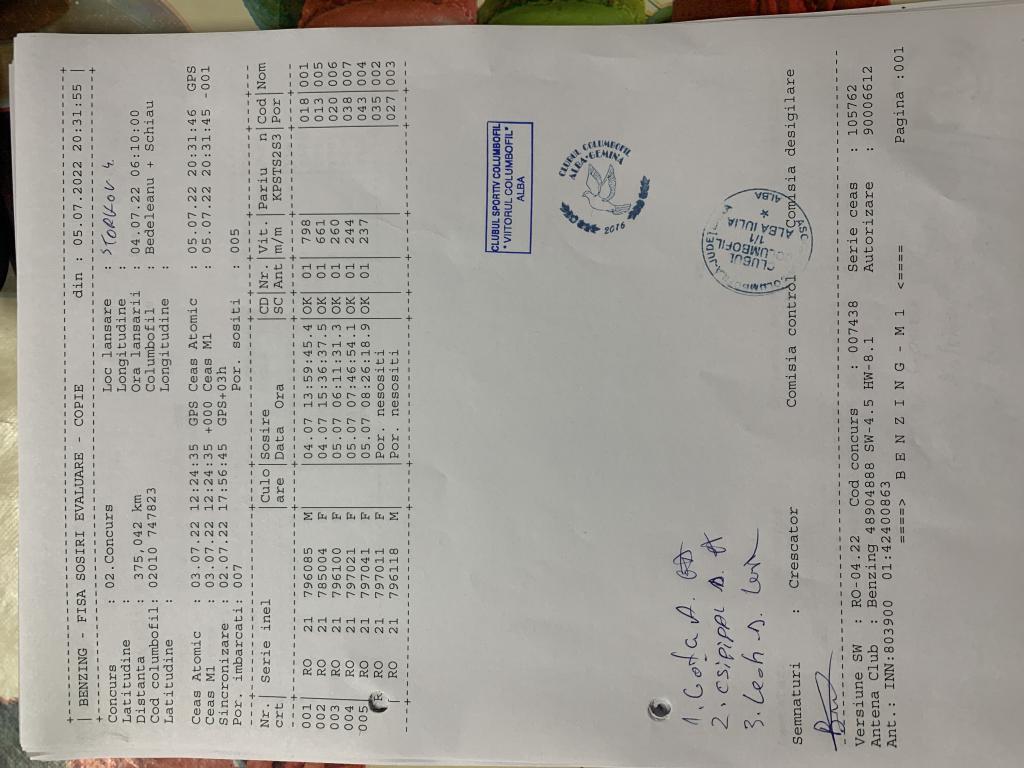 BENZING - FISA SOSIRI EVALUARE - COPIE din : 05.07.2022 20:31:55
Concurs : 02.Concurs Loc lansare : STORKOV 4.
Latitudine : Longitudine :
Distanta : 375.042 km Ora lansarii : 04.07.22 06:10:00
Cod columbofil: 02010 747823 Columbofil : Bedeleanu + Schiau
Latitudine : Longitudine :
Ceas Atomic : 03.07.22 12:24:35 GPS Ceas Atomic : 05.07.22 20:31:46 GPS
Ceas M1 : 03.07.22 12:24:35 +000 Ceas M1 : 05.07.22 20:31:45 -001
Sincronizare : 02.07.22 17:56:45 GPS+03h
Por. imbarcati: 007 Por. sositi : 005
Nr. | Serie inel |Culo|Sosire |CD|Nr.|Vit.|Pariu n|Cod|Nom
crt| |are |Data Ora |SC|Ant|m/m | KPSTS2S3|Por|
001| RO 21 796085 M| |04.07 13:59:45.4|OK| 01| 798| |018|001
002| RO 21 785004 F| |04.07 15:36:37.5|OK| 01| 661| |013|005
003| RO 21 796100 F| |05.07 06:11:31.3|OK| 01| 260| |020|006
004| RO 21 797021 F| |05.07 07:46:54.1|OK| 01| 244| |038|007
005| RO 21 797041 F| |05.07 08:26:18.9|OK| 01| 237| |043|004
R 21 797011 F| |Por. nesositi | | | | |035|002
| RO 21 796118 M| |Por. nesositi | | | | |027|003
CLUBUL SPORTIV COLUMBOFIL
"VIITORUL COLUMBOFIL"
ALBA
CLUBUL COLUMBOFIL
ALBA-GEMINA
2016
1. Gota A.
2. CSIPIPAL D.
CLUBUL
COLUMBOFIL
1/1
ALBA IULIA
ALBA
Semnaturi : Crescator Comisia control Comisia desigilare
Versiune SW : RO-04.22 Cod concurs : 007438 Serie ceas : 105762
Antena Club : Benzing 48904888 SW-4.5 HW-8.1 Autorizare : 90006612
Ant.: INN:803900 01:42400863
====> B E N Z I N G - M 1 <==== Pagina :001